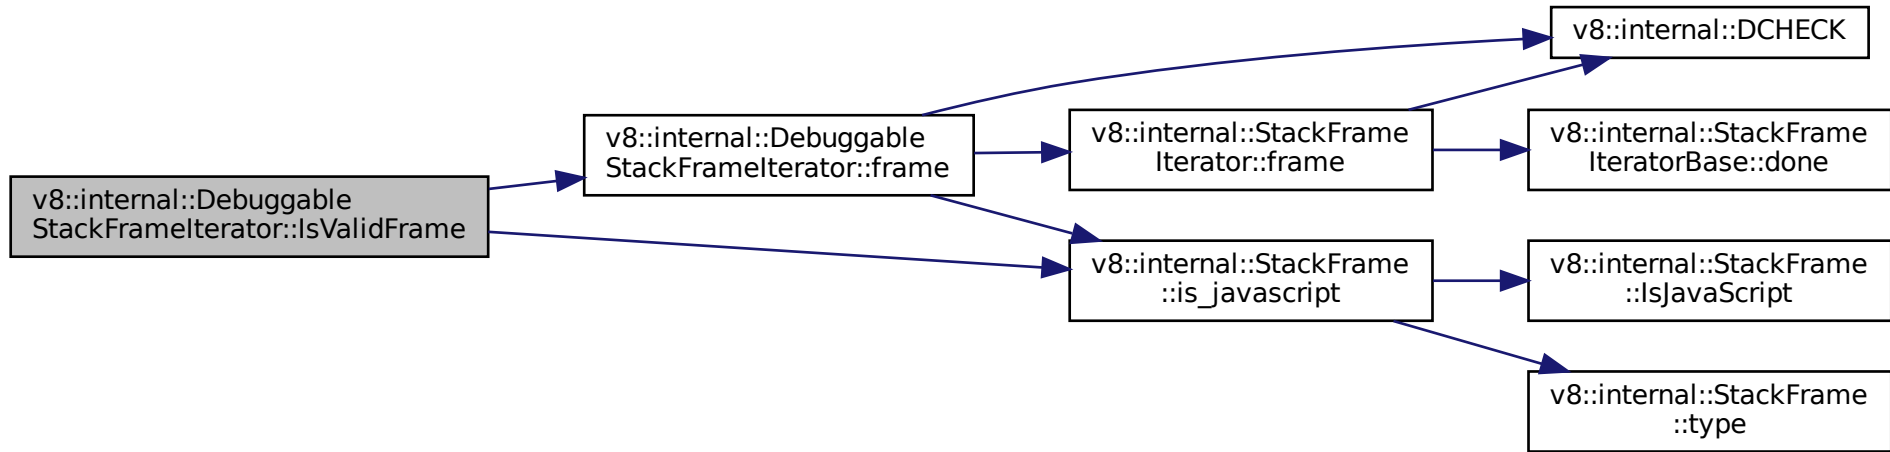 v8::internal::Debuggable
StackFrameIterator::IsValidFrame
v8::internal::Debuggable
StackFrameIterator::frame
v8::internal::DCHECK
v8::internal::StackFrame
Iterator::frame
v8::internal::StackFrame
IteratorBase::done
v8::internal::StackFrame
::is_javascript
v8::internal::StackFrame
::IsJavaScript
v8::internal::StackFrame
::type